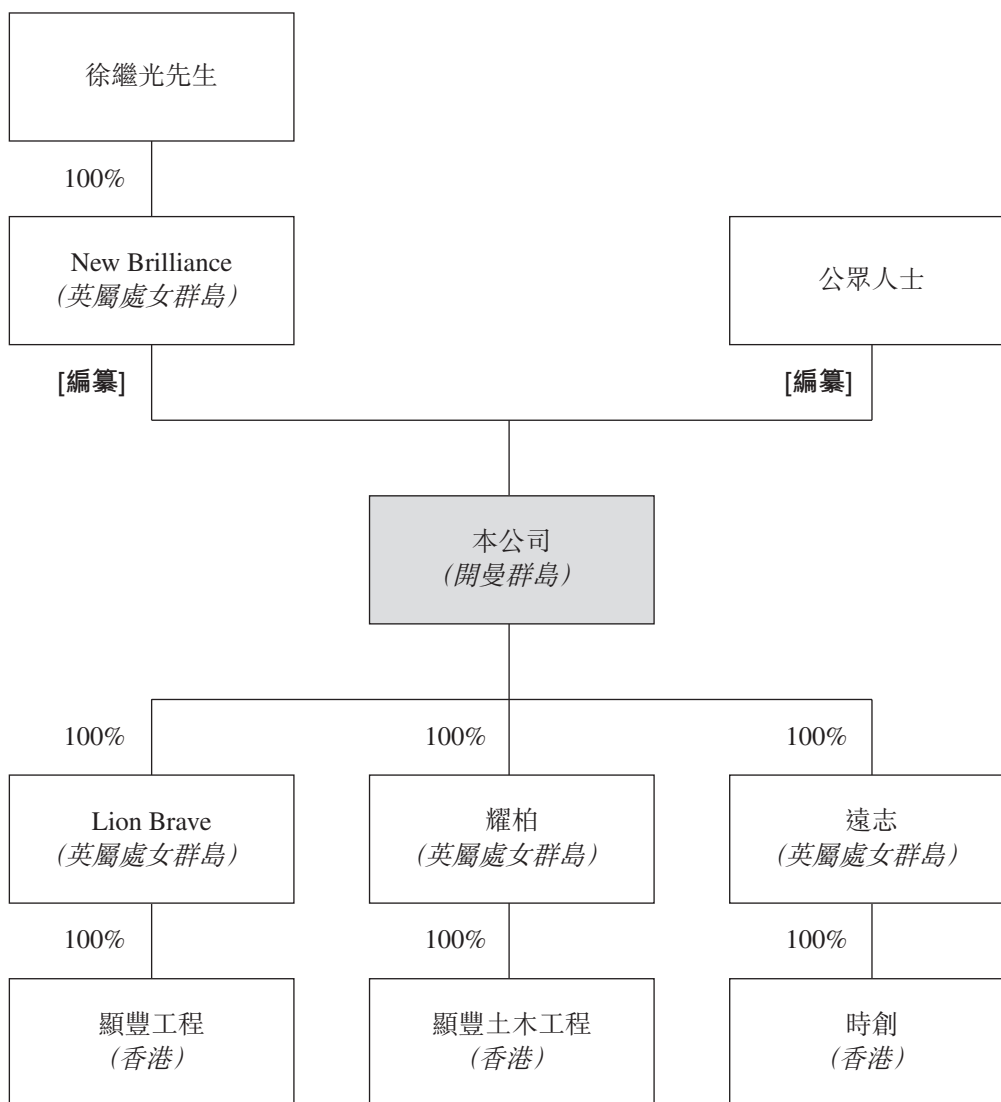 徐繼光先生
100%
New Brilliance
(英屬處女群島)
公眾人士
[編纂]
[編纂]
本公司
(開曼群島)
100%
100%
100%
Lion Brave
(英屬處女群島)
耀柏
(英屬處女群島)
遠志
(英屬處女群島)
100%
100%
100%
顯豐工程
(香港)
顯豐土木工程
(香港)
時創
(香港)